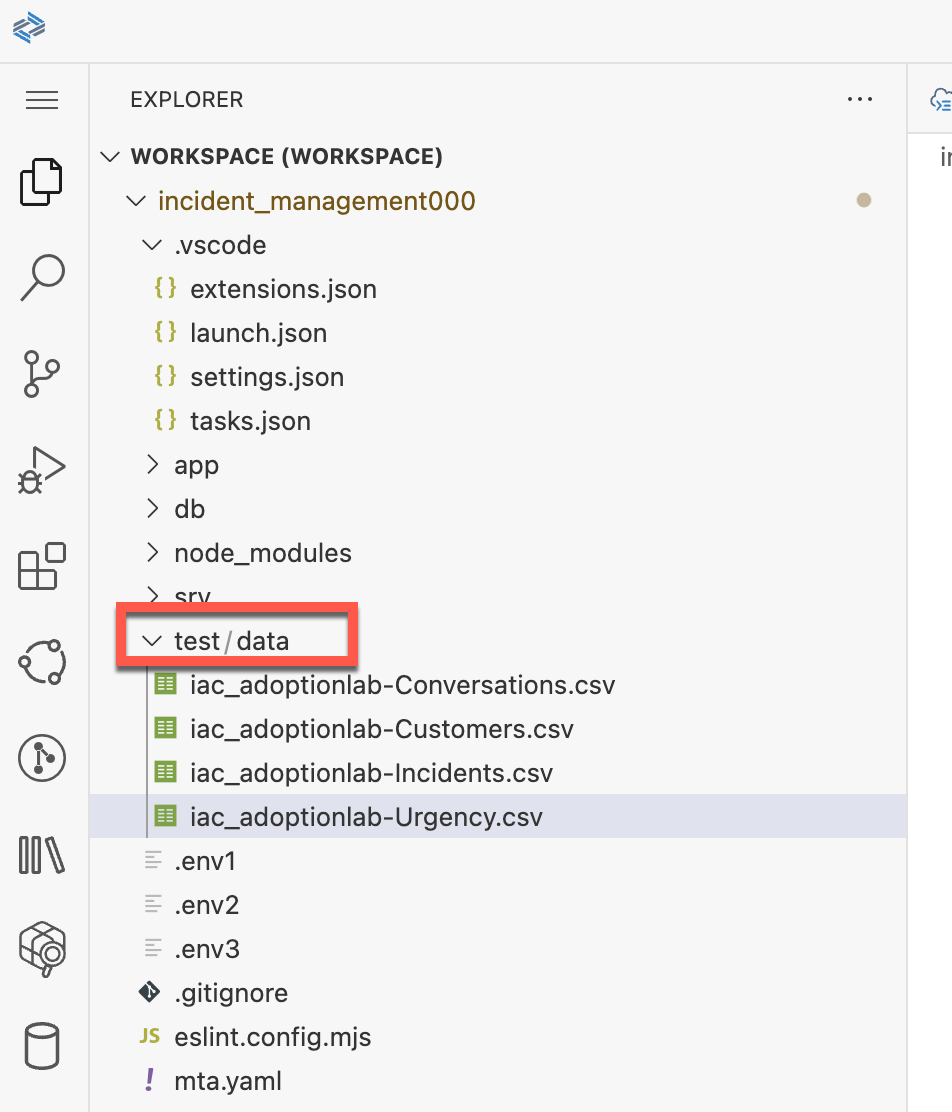 EXPLORER
WORKSPACE (WORKSPACE)
incident_management000
.vscode
{} extensions.json
{} launch.json
{} settings.json
{} tasks.json
app
db
node_modules
srv
test/data
iac_adoptionlab-Conversations.csv
iac_adoptionlab-Customers.csv
iac_adoptionlab-Incidents.csv
iac_adoptionlab-Urgency.csv
.env1
.env2
.env3
.gitignore
JS eslint.config.mjs
! mta.yaml